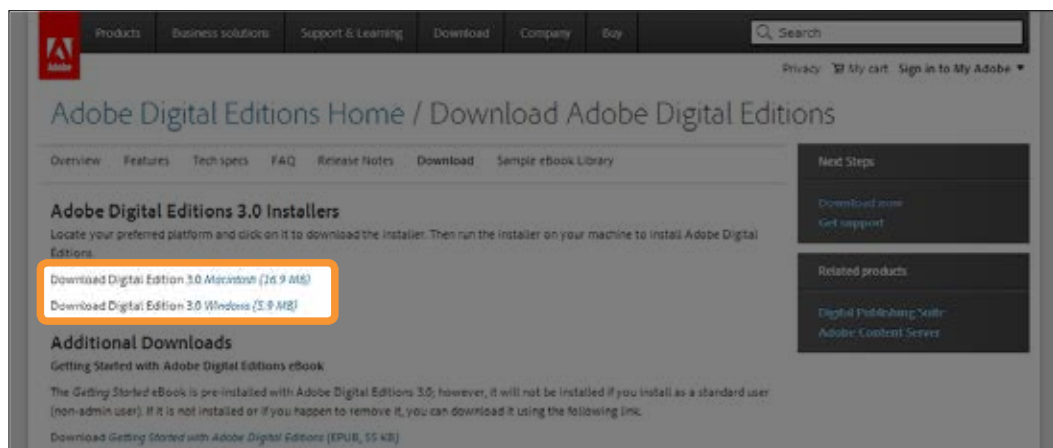 Products Business solutions Support & Learning Download Company Buy Search
Adobe
Privacy My cart Sign in to My Adobe
Adobe Digital Editions Home / Download Adobe Digital Editions
Overview Features Tech specs FAQ Release Notes Download Sample eBook Library
Next Steps
Download now
Get support
Adobe Digital Editions 3.0 Installers
Locate your preferred platform and click on it to download the installer. Then run the installer on your machine to install Adobe Digital
Editions.
Download Digital Edition 3.0 Macintosh (16.9 MB)
Download Digital Edition 3.0 Windows (5.9 MB)
Related products
Digital Publishing Suite
Adobe Content Server
Additional Downloads
Getting Started with Adobe Digital Editions eBook
The Getting Started eBook is pre-installed with Adobe Digital Editions 3.0; however, it will not be installed if you install as a standard user
(non-admin user). If it is not installed or if you happen to remove it, you can download it using the following link.
Download Getting Started with Adobe Digital Editions (EPUB, 55 KB)